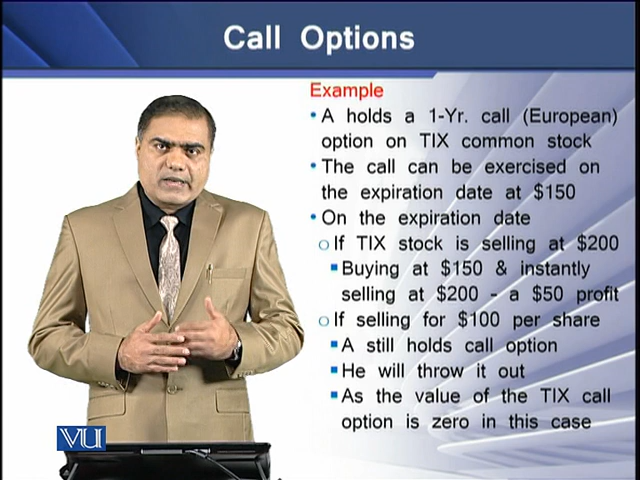 Call Options
Example
• A holds a 1-Yr. call (European)
option on TIX common stock
• The call can be exercised on
the expiration date at $150
• On the expiration date
o If TIX stock is selling at $200
▪ Buying at $150 & instantly
selling at $200 - a $50 profit
o If selling for $100 per share
▪ A still holds call option
▪ He will throw it out
▪ As the value of the TIX call
option is zero in this case
VU